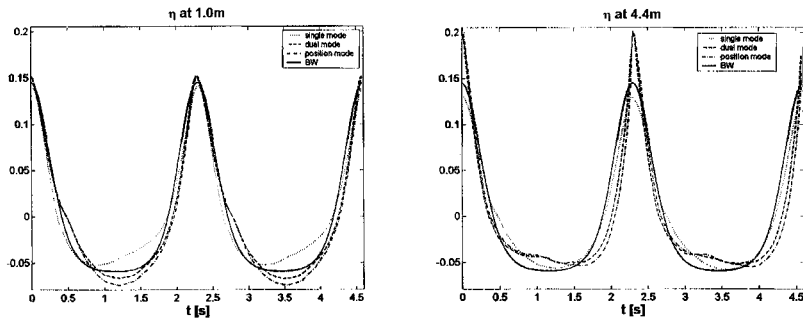 η at 1.0m
0.2
0.15
0.1
0.05
0
-0.05
single mode
dual mode
position mode
BW
0 0.5 1 1.5 2 2.5 3 3.5 4 4.5
t [s]
η at 4.4m
0.2
0.15
0.1
0.05
0
-0.05
single mode
dual mode
position mode
BW
0 0.5 1 1.5 2 2.5 3 3.5 4 4.5
t [s]